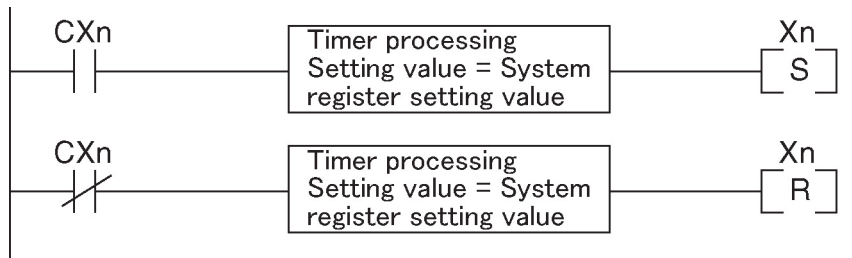 CXn
Timer processing
Setting value = System
register setting value
Xn
S
CXn
Timer processing
Setting value = System
register setting value
Xn
R